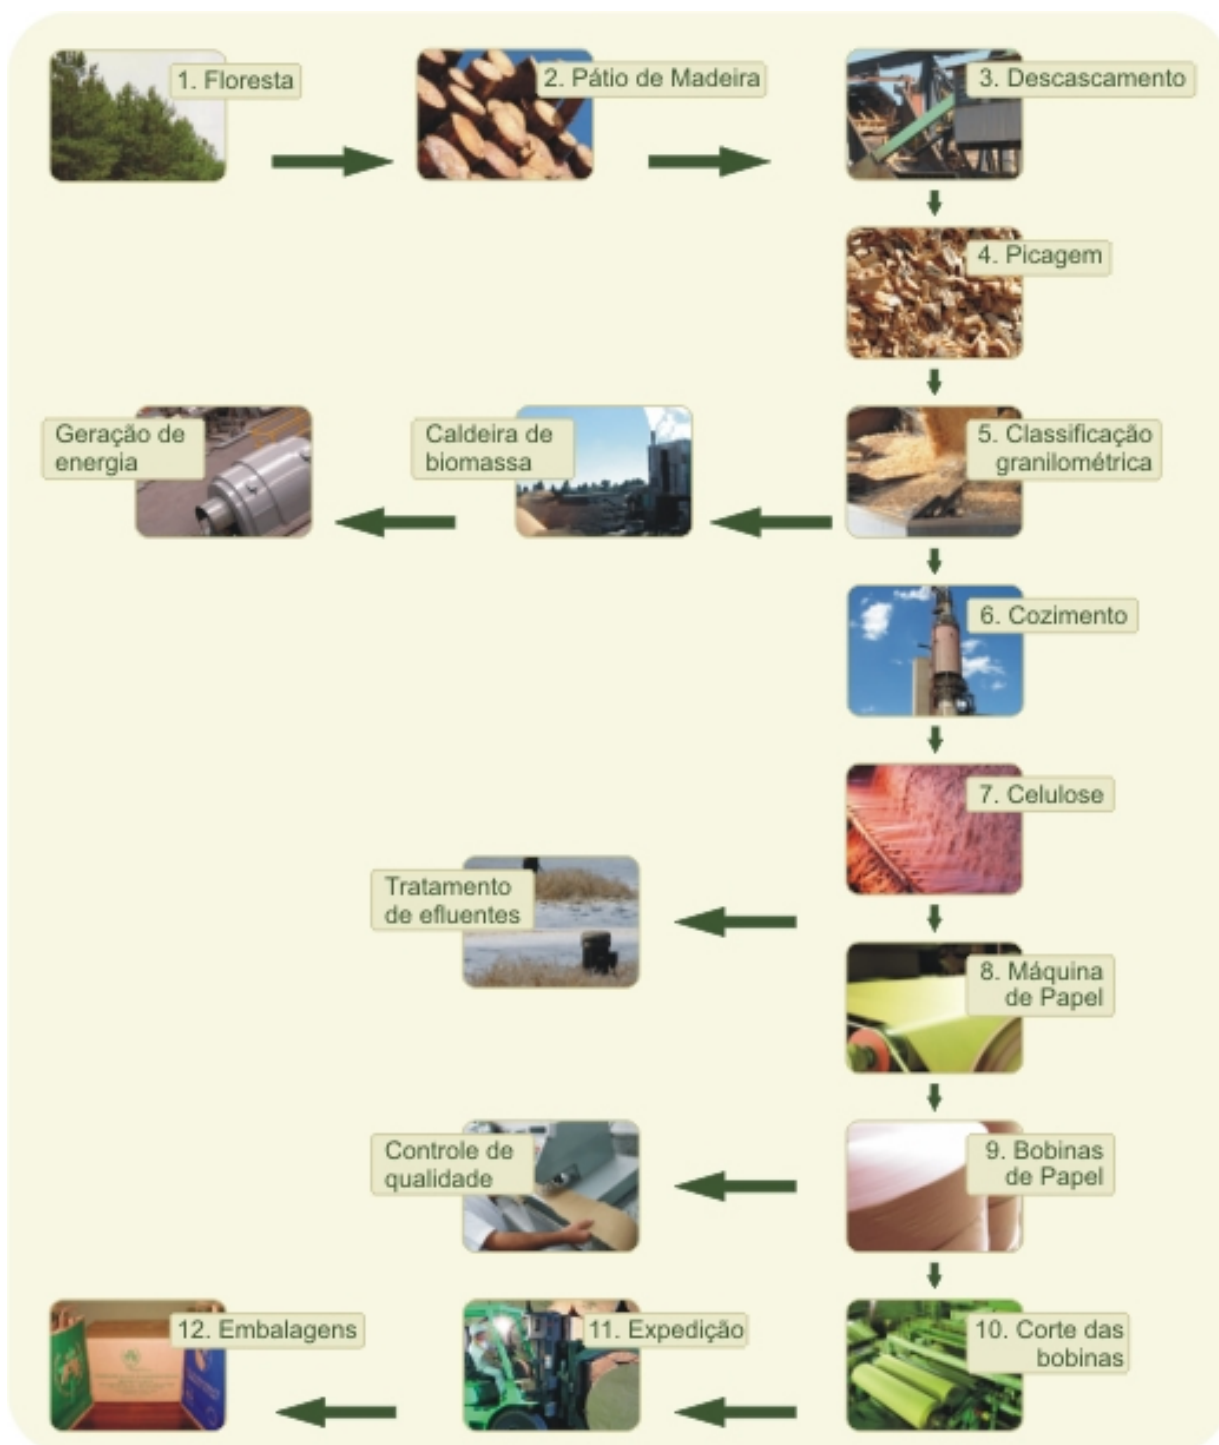 1. Floresta
2. Pátio de Madeira
3. Descascamento
4. Picagem
Geração de
energia
Caldeira de
biomassa
5. Classificação
granilométrica
6. Cozimento
7. Celulose
Tratamento
de efluentes
8. Máquina
de Papel
Controle de
qualidade
9. Bobinas
de Papel
12. Embalagens
11. Expedição
10. Corte das
bobinas